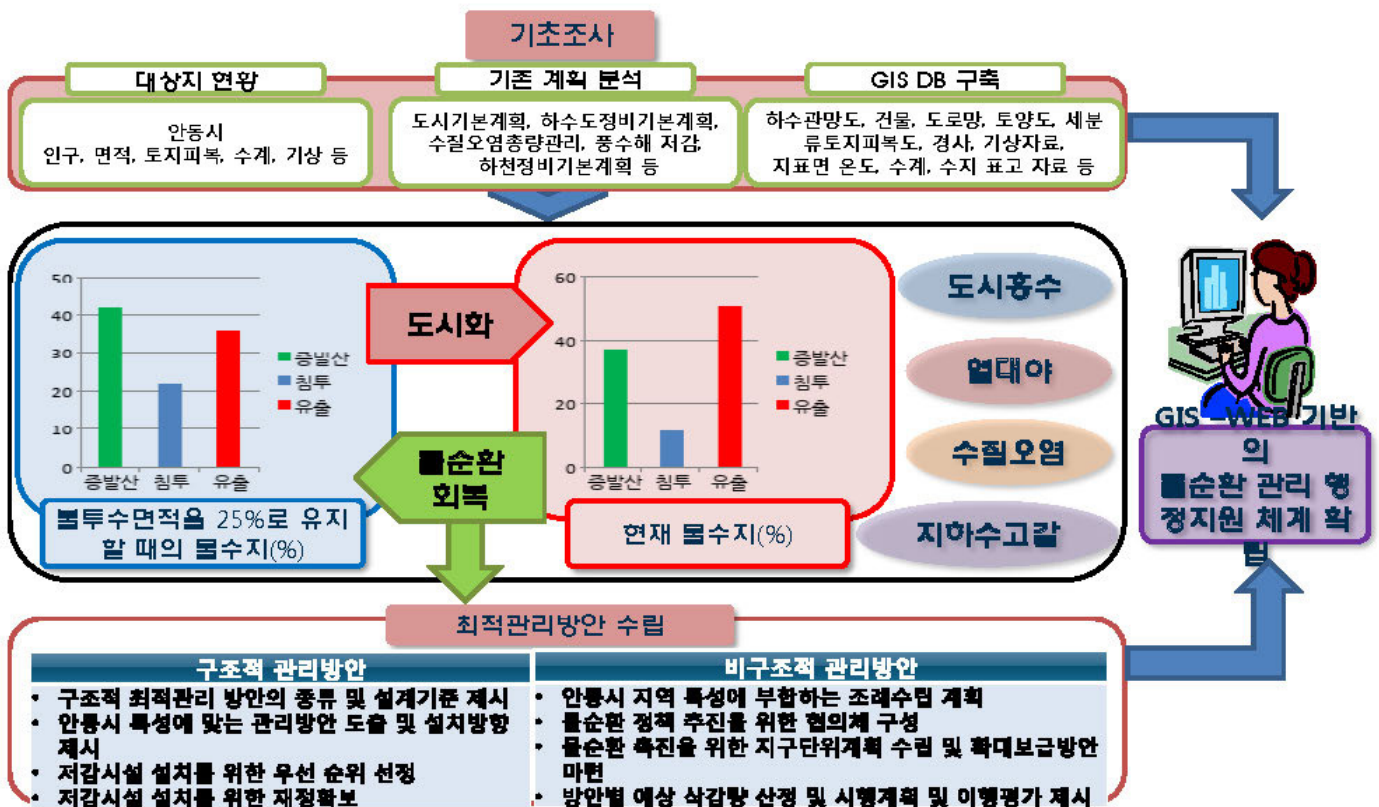 기초조사
대상지 현황
안동시
인구, 면적, 토지피복, 수계, 기상 등
기존 계획 분석
도시기본계획, 하수도정비기본계획,
수질오염총량관리, 풍수해 저감,
하천정비기본계획 등
GIS DB 구축
하수관망도, 건물, 도로망, 토양도, 세분
류토지피복도, 경사, 기상자료,
지표면 온도, 수계, 수지 표고 자료 등
50
40
30
20
10
0
증발산 침투 유출
증발산
침투
유출
불투수면적을 25%로 유지
할 때의 물수지(%)
도시화
물순환
회복
60
40
20
0
증발산 침투 유출
증발산
침투
유출
현재 물수지(%)
도시홍수
열대야
수질오염
지하수고갈
GIS –WEB 기반
의
물순환 관리 행
정지원 체계 확
립
최적관리방안 수립
구조적 관리방안
• 구조적 최적관리 방안의 종류 및 설계기준 제시
• 안동시 특성에 맞는 관리방안 도출 및 설치방향
제시
• 저감시설 설치를 위한 우선 순위 선정
• 저감시설 설치를 위한 재정확보
비구조적 관리방안
• 안동시 지역 특성에 부합하는 조례수립 계획
• 물순환 정책 추진을 위한 협의체 구성
• 물순환 촉진을 위한 지구단위계획 수립 및 확대보급방안
마련
• 방안별 예상 삭감량 산정 및 시행계획 및 이행평가 제시